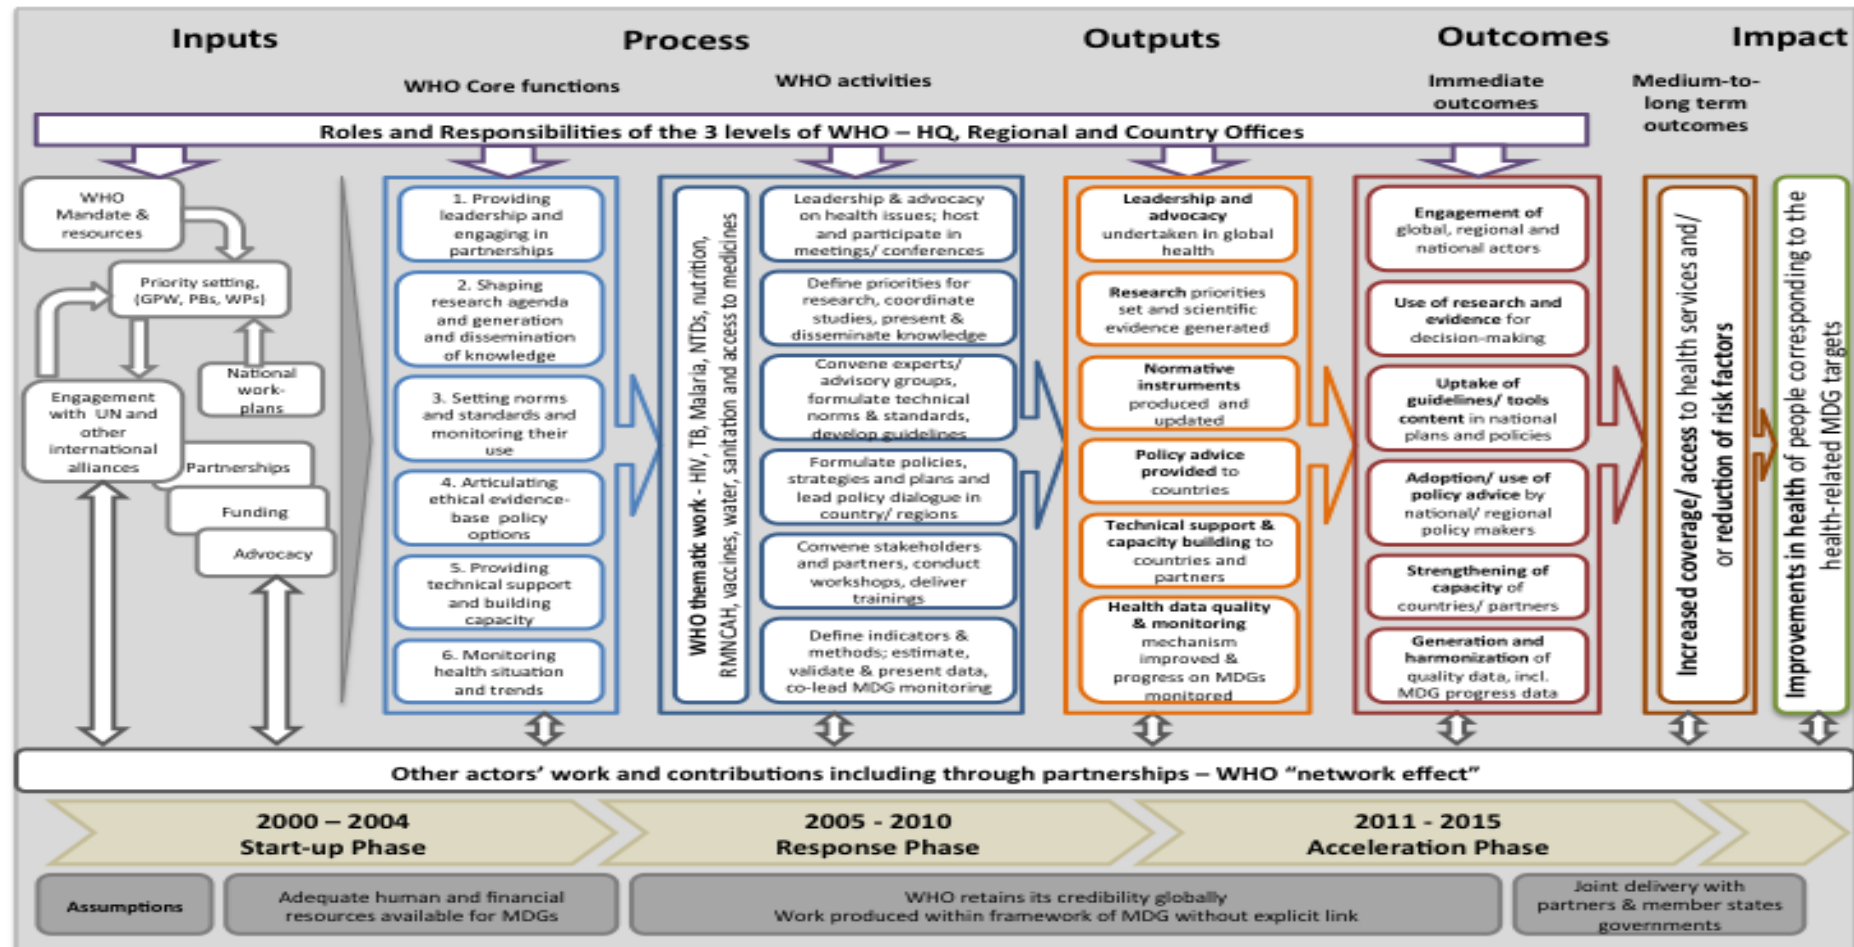 Inputs
Process
Outputs
Outcomes
Impact
WHO Core functions
WHO activities
Immediate
outcomes
Medium-to-
long term
outcomes
Roles and Responsibilities of the 3 levels of WHO – HQ, Regional and Country Offices
WHO
Mandate &
resources
Priority setting,
(GPW, PBs, WPs)
National
work-
plans
Engagement
with UN and
other
international
alliances
Partnerships
Funding
Advocacy
1. Providing
leadership and
engaging in
partnerships
2. Shaping
research agenda
and generation
and dissemination
of knowledge
3. Setting norms
and standards and
monitoring their
use
4. Articulating
ethical evidence-
base policy
options
5. Providing
technical support
and building
capacity
6. Monitoring
health situation
and trends
WHO thematic work - HIV, TB, Malaria, NTDs, nutrition,
RMNCAH, vaccines, water, sanitation and access to medicines
Leadership & advocacy
on health issues; host
and participate in
meetings/ conferences
Define priorities for
research, coordinate
studies, present &
disseminate knowledge
Convene experts/
advisory groups,
formulate technical
norms & standards,
develop guidelines
Formulate policies,
strategies and plans and
lead policy dialogue in
country/ regions
Convene stakeholders
and partners, conduct
workshops, deliver
trainings
Define indicators &
methods; estimate,
validate & present data,
co-lead MDG monitoring
Leadership and
advocacy
undertaken in global
health
Research priorities
set and scientific
evidence generated
Normative
instruments
produced and
updated
Policy advice
provided to
countries
Technical support &
capacity building to
countries and
partners
Health data quality
& monitoring
mechanism
improved &
progress on MDGs
monitored
Engagement of
global, regional and
national actors
Use of research and
evidence for
decision-making
Uptake of
guidelines/ tools
content in national
plans and policies
Adoption/ use of
policy advice by
national/ regional
policy makers
Strengthening of
capacity of
countries/ partners
Generation and
harmonization of
quality data, incl.
MDG progress data
Increased coverage/ access to health services and/
or reduction of risk factors
Improvements in health of people corresponding to the
health-related MDG targets
Other actors' work and contributions including through partnerships – WHO "network effect"
2000 – 2004
Start-up Phase
2005 - 2010
Response Phase
2011 - 2015
Acceleration Phase
Assumptions
Adequate human and financial
resources available for MDGs
WHO retains its credibility globally
Work produced within framework of MDG without explicit link
Joint delivery with
partners & member states
governments